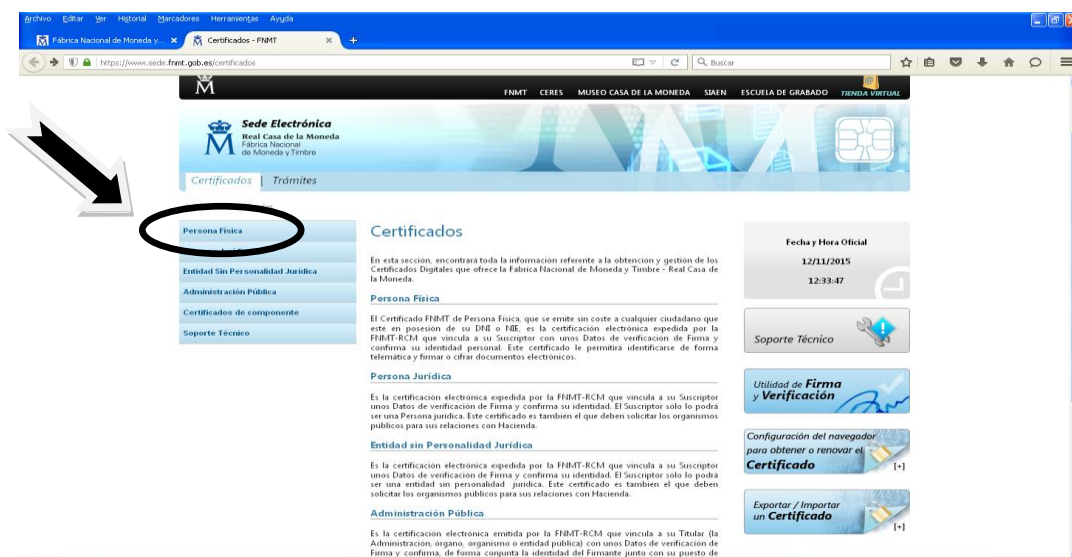 Archivo Editar Ver Historial Marcadores Herramientas Ayuda
Fábrica Nacional de Moneda y... Certificados - FNMT
https://www.sede.fnmt.gob.es/certificados
Buscar
FNMT CERES MUSEO CASA DE LA MONEDA SIAEN ESCUELA DE GRABADO TIENDA VIRTUAL
Sede Electrónica
Real Casa de la Moneda
Fábrica Nacional
de Moneda y Timbre
Certificados | Trámites
Persona Física
Entidad Sin Personalidad Jurídica
Administración Pública
Certificados de componente
Soporte Técnico
Certificados
En esta sección, encontrará toda la información referente a la obtención y gestión de los
Certificados Digitales que ofrece la Fábrica Nacional de Moneda y Timbre - Real Casa de
la Moneda.
Persona Física
El Certificado FNMT de Persona Física, que se emite sin coste a cualquier ciudadano que
esté en posesión de su DNI o NIE, es la certificación electrónica expedida por la
FNMT-RCM que vincula a su Suscriptor con unos Datos de verificación de Firma y
confirma su identidad personal. Este certificado le permitirá identificarse de forma
telemática y firmar o cifrar documentos electrónicos.
Persona Jurídica
Es la certificación electrónica expedida por la FNMT-RCM que vincula a su Suscriptor
unos Datos de verificación de Firma y confirma su identidad. El Suscriptor sólo lo podrá
ser una Persona jurídica. Este certificado es también el que deben solicitar los organismos
públicos para sus relaciones con Hacienda.
Entidad sin Personalidad Jurídica
Es la certificación electrónica expedida por la FNMT-RCM que vincula a su Suscriptor
unos Datos de verificación de Firma y confirma su identidad. El Suscriptor sólo lo podrá
ser una entidad sin personalidad jurídica. Este certificado es también el que deben
solicitar los organismos públicos para sus relaciones con Hacienda.
Administración Pública
Es la certificación electrónica emitida por la FNMT-RCM que vincula a su Titular (la
Administración, órgano, organismo o entidad pública) con unos Datos de verificación de
Firma y confirma, de forma conjunta la identidad del Firmante junto con su puesto de
Fecha y Hora Oficial
12/11/2015
12:33:47
Soporte Técnico
Utilidad de Firma
y Verificación
Configuración del navegador
para obtener o renovar el
Certificado
[+]
Exportar / Importar
un Certificado
[+]